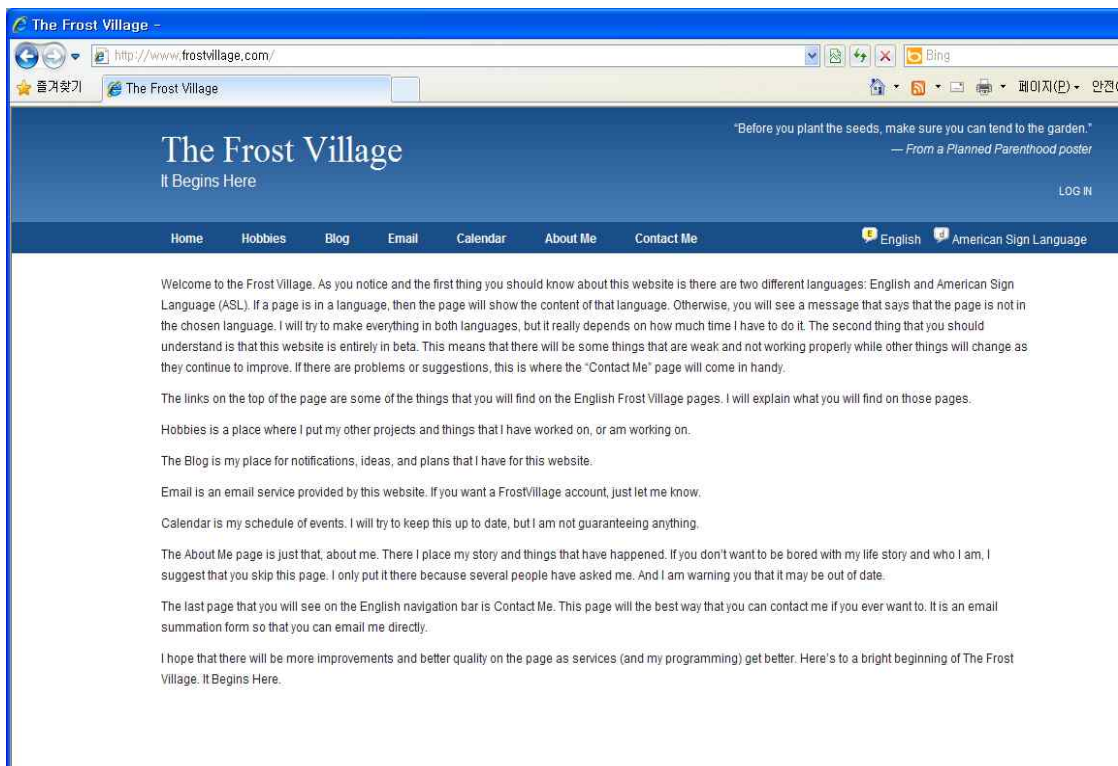 The Frost Village -
http://www.frostvillage.com/
Bing
즐겨찾기
The Frost Village
페이지(P)
안전
"Before you plant the seeds, make sure you can tend to the garden."
— From a Planned Parenthood poster
The Frost Village
It Begins Here
LOG IN
Home Hobbies Blog Email Calendar About Me Contact Me English American Sign Language
Welcome to the Frost Village. As you notice and the first thing you should know about this website is there are two different languages: English and American Sign
Language (ASL). If a page is in a language, then the page will show the content of that language. Otherwise, you will see a message that says that the page is not in
the chosen language. I will try to make everything in both languages, but it really depends on how much time I have to do it. The second thing that you should
understand is that this website is entirely in beta. This means that there will be some things that are weak and not working properly while other things will change as
they continue to improve. If there are problems or suggestions, this is where the "Contact Me" page will come in handy.
The links on the top of the page are some of the things that you will find on the English Frost Village pages. I will explain what you will find on those pages.
Hobbies is a place where I put my other projects and things that I have worked on, or am working on.
The Blog is my place for notifications, ideas, and plans that I have for this website.
Email is an email service provided by this website. If you want a FrostVillage account, just let me know.
Calendar is my schedule of events. I will try to keep this up to date, but I am not guaranteeing anything.
The About Me page is just that, about me. There I place my story and things that have happened. If you don't want to be bored with my life story and who I am, I
suggest that you skip this page. I only put it there because several people have asked me. And I am warning you that it may be out of date.
The last page that you will see on the English navigation bar is Contact Me. This page will the best way that you can contact me if you ever want to. It is an email
summation form so that you can email me directly.
I hope that there will be more improvements and better quality on the page as services (and my programming) get better. Here's to a bright beginning of The Frost
Village. It Begins Here.